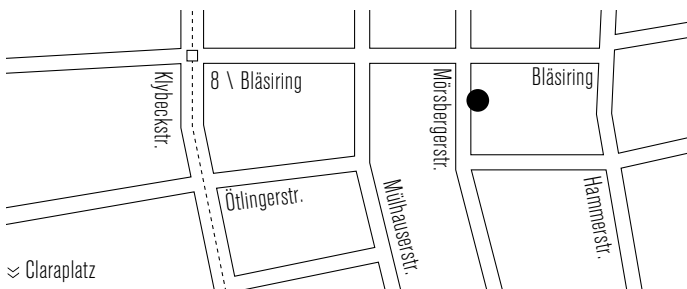 Klybeckstr.
8 \ Bläsiring
Mörsbergerstr.
Bläsiring
Ötlingerstr.
Mülhauserstr.
Hammerstr.
Claraplatz